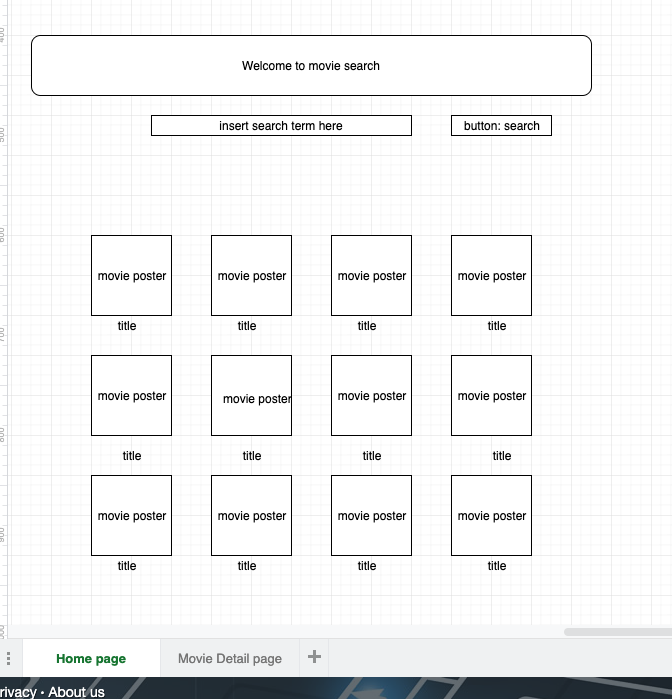 Welcome to movie search
insert search term here
button: search
movie poster movie poster movie poster movie poster
title title title title
movie poster movie poster movie poster movie poster
title title title title
movie poster movie poster movie poster movie poster
title title title title
Home page Movie Detail page
rivacy • About us